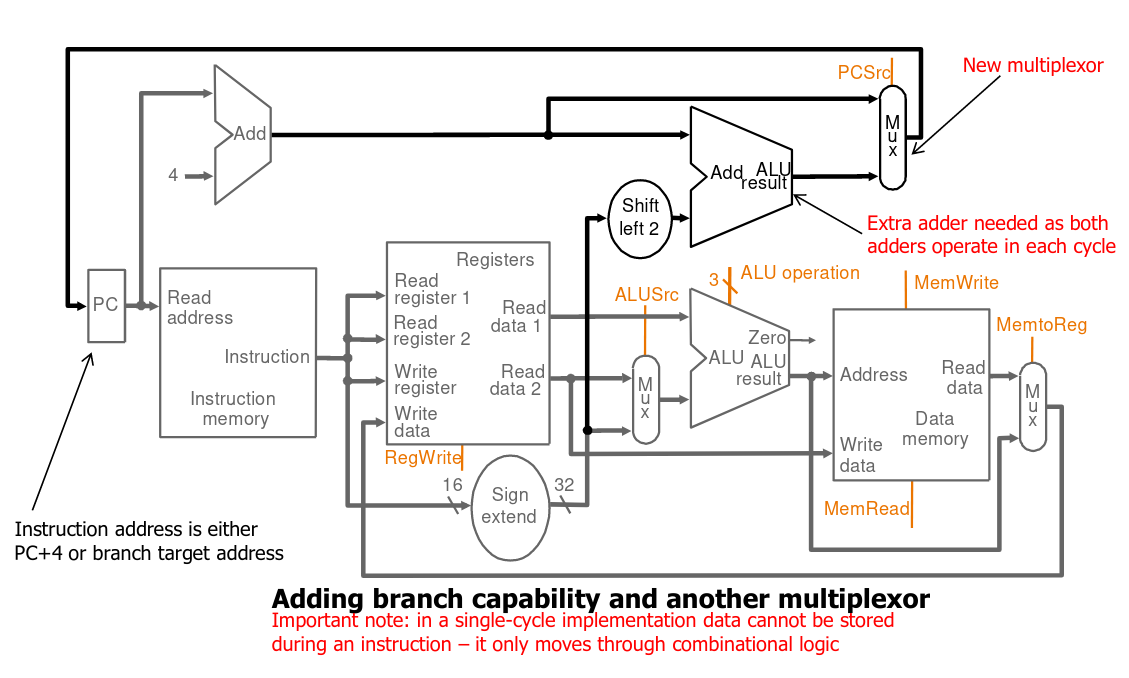 PCSrc
New multiplexor
Add
4
M
u
x
Add
ALU
result
Shift
left 2
Extra adder needed as both
adders operate in each cycle
PC
Read
address
Instruction
Instruction
memory
Registers
Read
register 1
Read
register 2
Write
register
Write
data
Read
data 1
Read
data 2
RegWrite
ALUSrc
M
u
x
3
ALU operation
Zero
ALU
ALU
result
MemWrite
MemtoReg
Address
Read
data
Data
memory
Write
data
MemRead
M
u
x
16
Sign
extend
32
Instruction address is either
PC+4 or branch target address
Adding branch capability and another multiplexor
Important note: in a single-cycle implementation data cannot be stored
during an instruction – it only moves through combinational logic